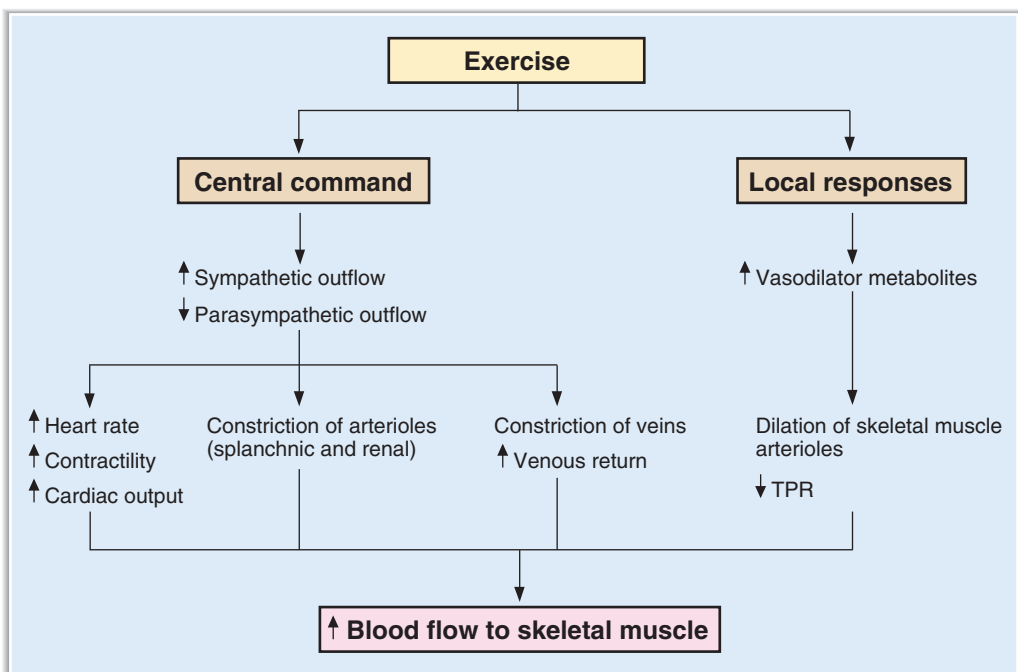 Exercise
Central command
Local responses
↑ Sympathetic outflow
↓ Parasympathetic outflow
↑ Vasodilator metabolites
↑ Heart rate
↑ Contractility
↑ Cardiac output
Constriction of arterioles
(splanchnic and renal)
Constriction of veins
↑ Venous return
Dilation of skeletal muscle
arterioles
↓ TPR
↑ Blood flow to skeletal muscle